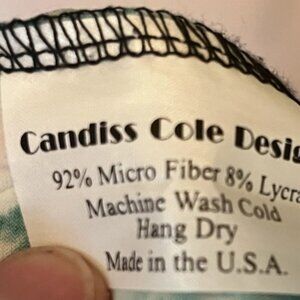 Candiss Cole Desig
92% Micro Fiber 8% Lycra
Machine Wash Cold
Hang Dry
Made in the U.S.A.